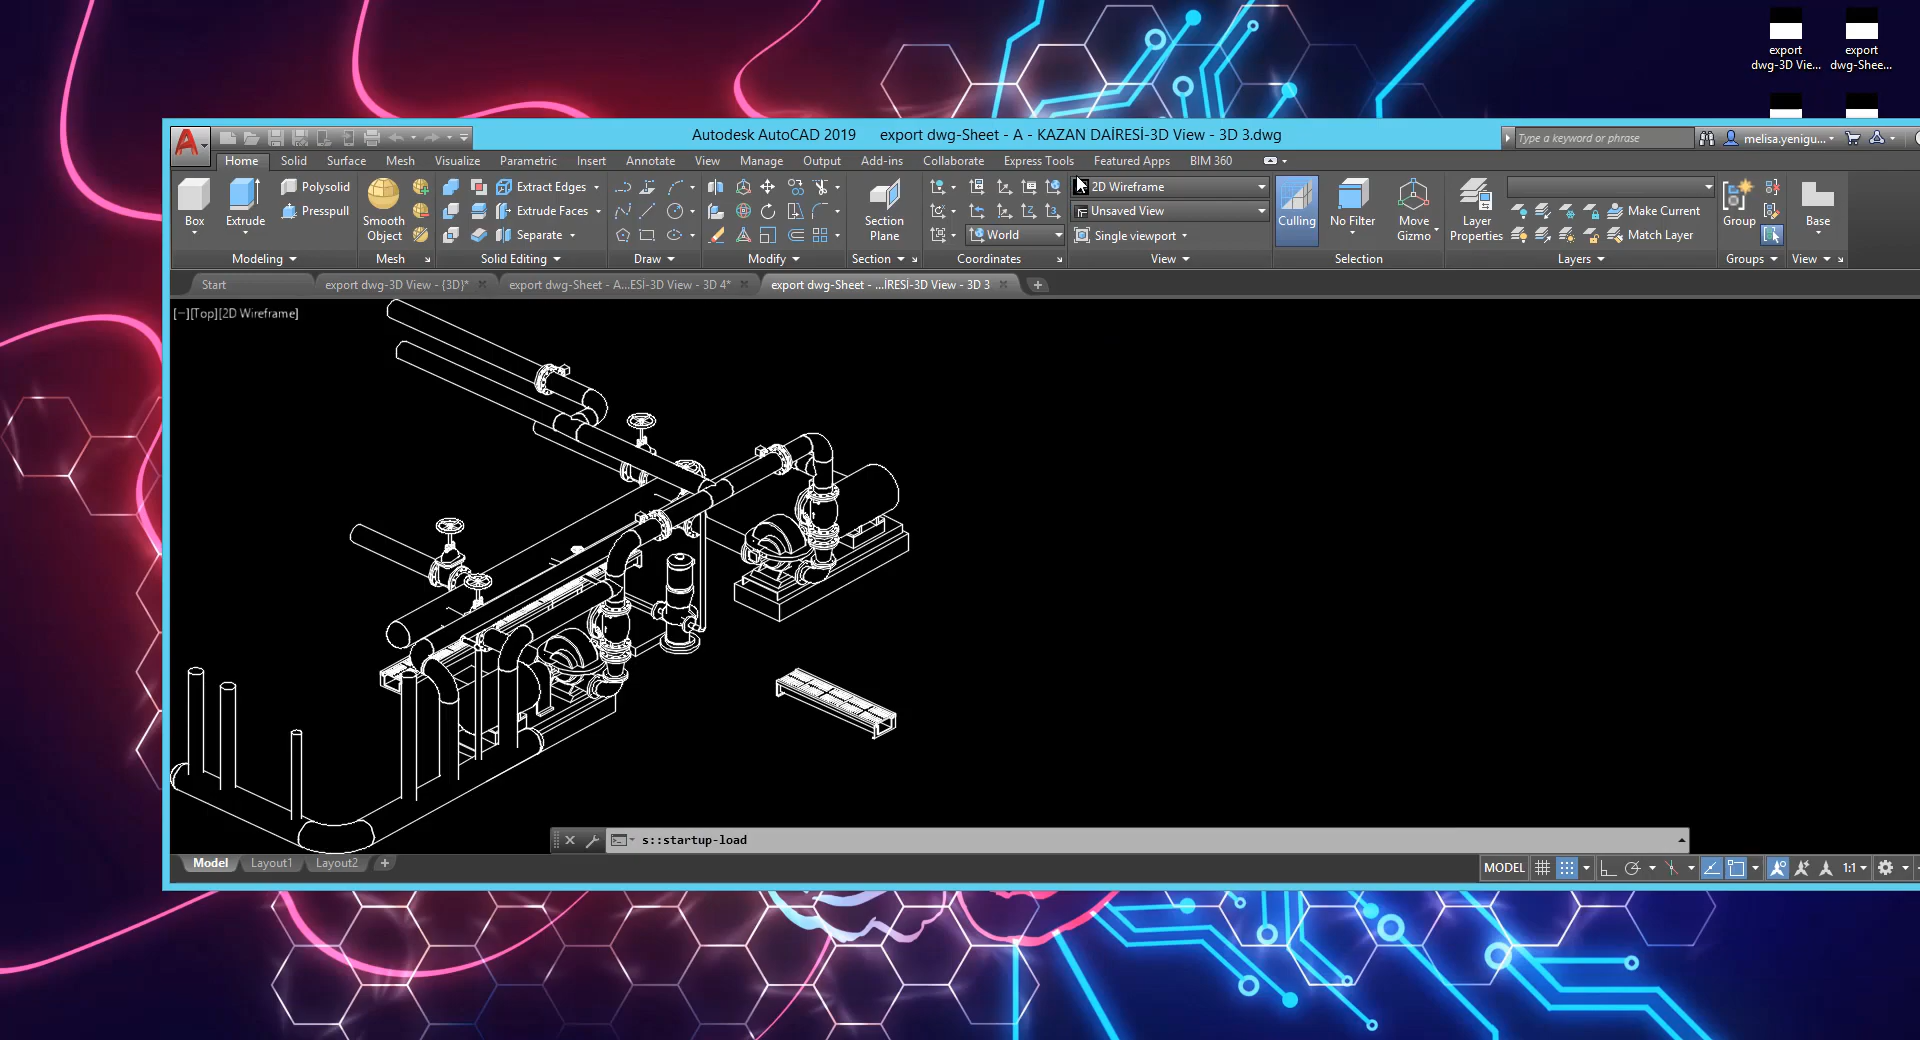 export
dwg-3D Vie...
export
dwg-Shee...
Autodesk AutoCAD 2019 export dwg-Sheet - A - KAZAN DAİRESİ-3D View - 3D 3.dwg
Type a keyword or phrase
melisa.yenigu...
Home Solid Surface Mesh Visualize Parametric Insert Annotate View Manage Output Add-ins Collaborate Express Tools Featured Apps BIM 360
Box
Extrude
Polysolid
Presspull
Modeling
Smooth
Object
Mesh
Extract Edges
Extrude Faces
Separate
Solid Editing
Draw
Modify
Section
Plane
Section
World
Coordinates
2D Wireframe
Unsaved View
Single viewport
View
Culling
No Filter
Move
Gizmo
Selection
Layer
Properties
Make Current
Match Layer
Layers
Group
Groups
Base
View
Start
export dwg-3D View - {3D}*
export dwg-Sheet - A...ESİ-3D View - 3D 4*
export dwg-Sheet - ...İRESİ-3D View - 3D 3
[−][Top][2D Wireframe]
s::startup-load
Model Layout1 Layout2
MODEL
1:1